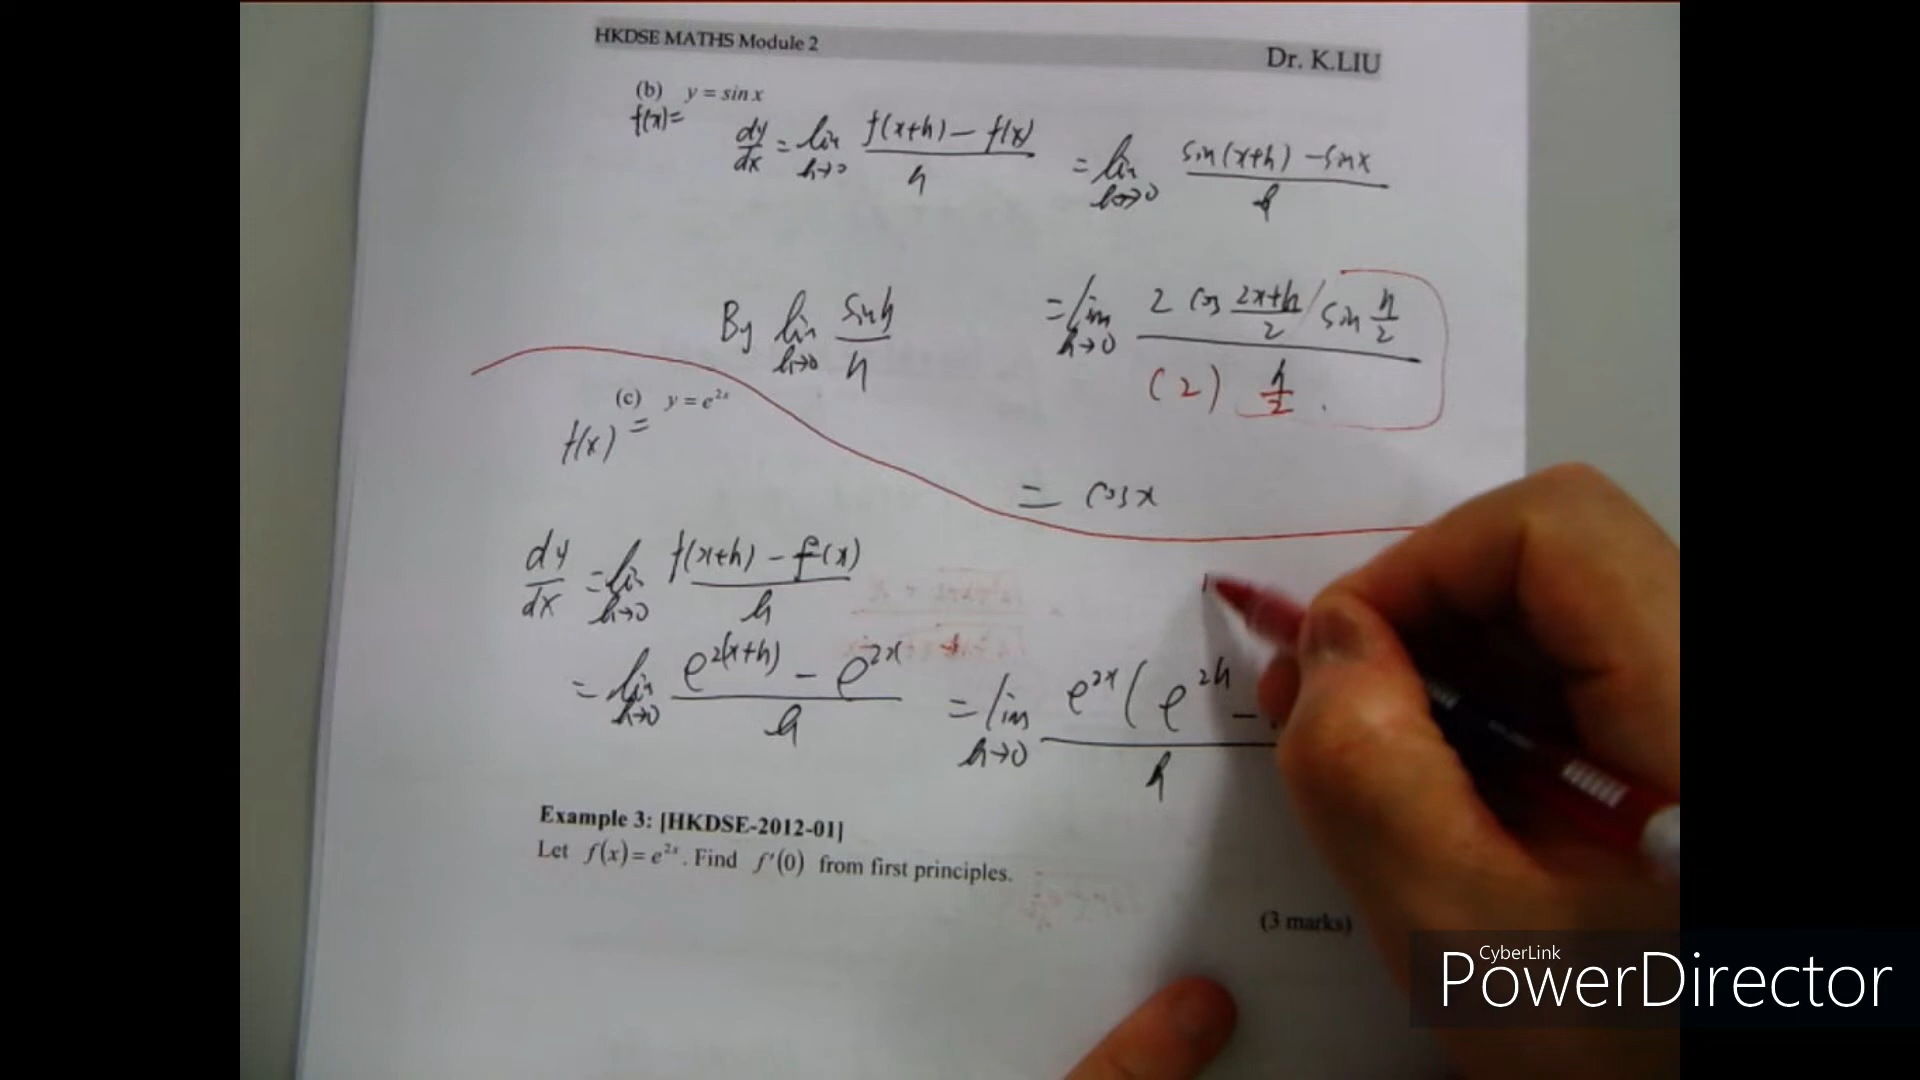 HKDSE MATHS Module 2
Dr. K.LIU
(b) y = sin x
f(x)=
dy/dx = lim h→0 (f(x+h) − f(x))/h = lim h→0 (sin(x+h) − sin x)/h
By lim h→0 sin h/h
= lim h→0 (2 cos (2x+h)/2 sin h/2)/((2) h/2)
(c) y = e^{2x}
f(x) =
= cos x
dy/dx = lim h→0 (f(x+h) − f(x))/h
= lim h→0 (e^{2(x+h)} − e^{2x})/h = lim h→0 e^{2x}(e^{2h} − /h
Example 3: [HKDSE-2012-01]
Let f(x) = e^{2x}. Find f'(0) from first principles.
(3 marks)
CyberLink
PowerDirector